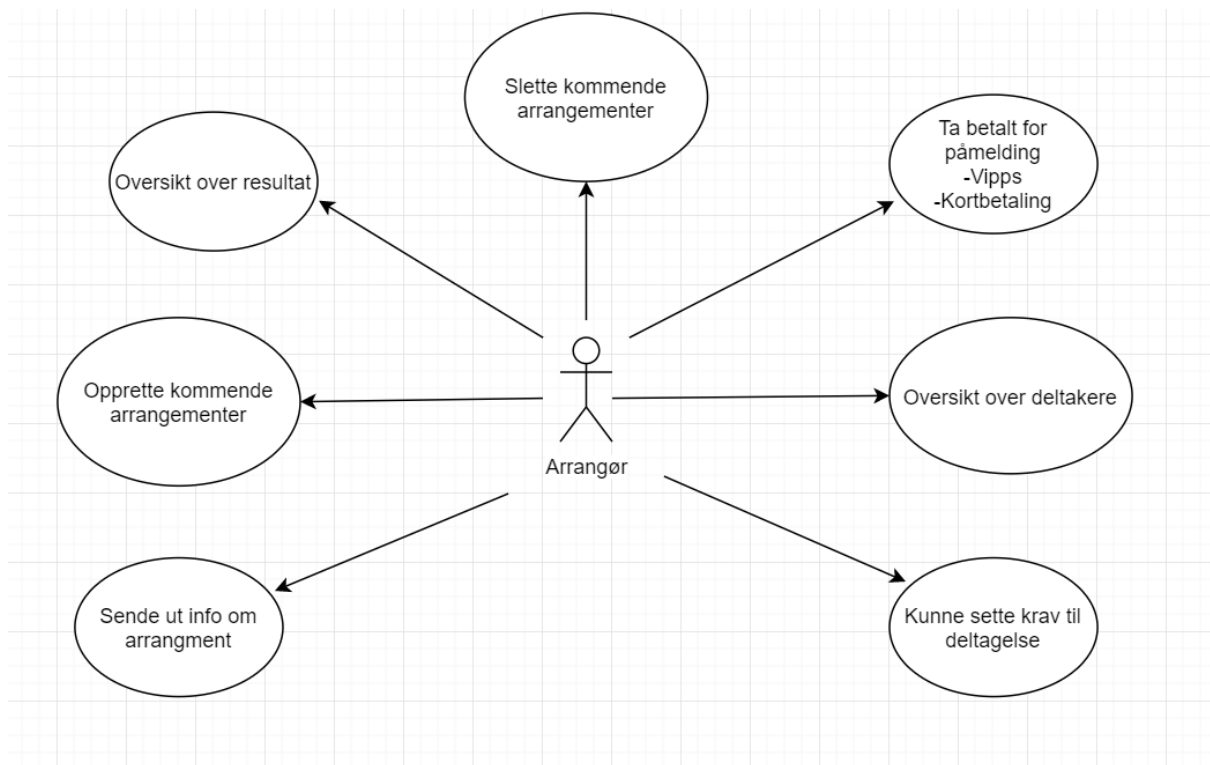 Slette kommende
arrangementer
Ta betalt for
påmelding
-Vipps
-Kortbetaling
Oversikt over resultat
Opprette kommende
arrangementer
Oversikt over deltakere
Arrangør
Sende ut info om
arrangment
Kunne sette krav til
deltagelse